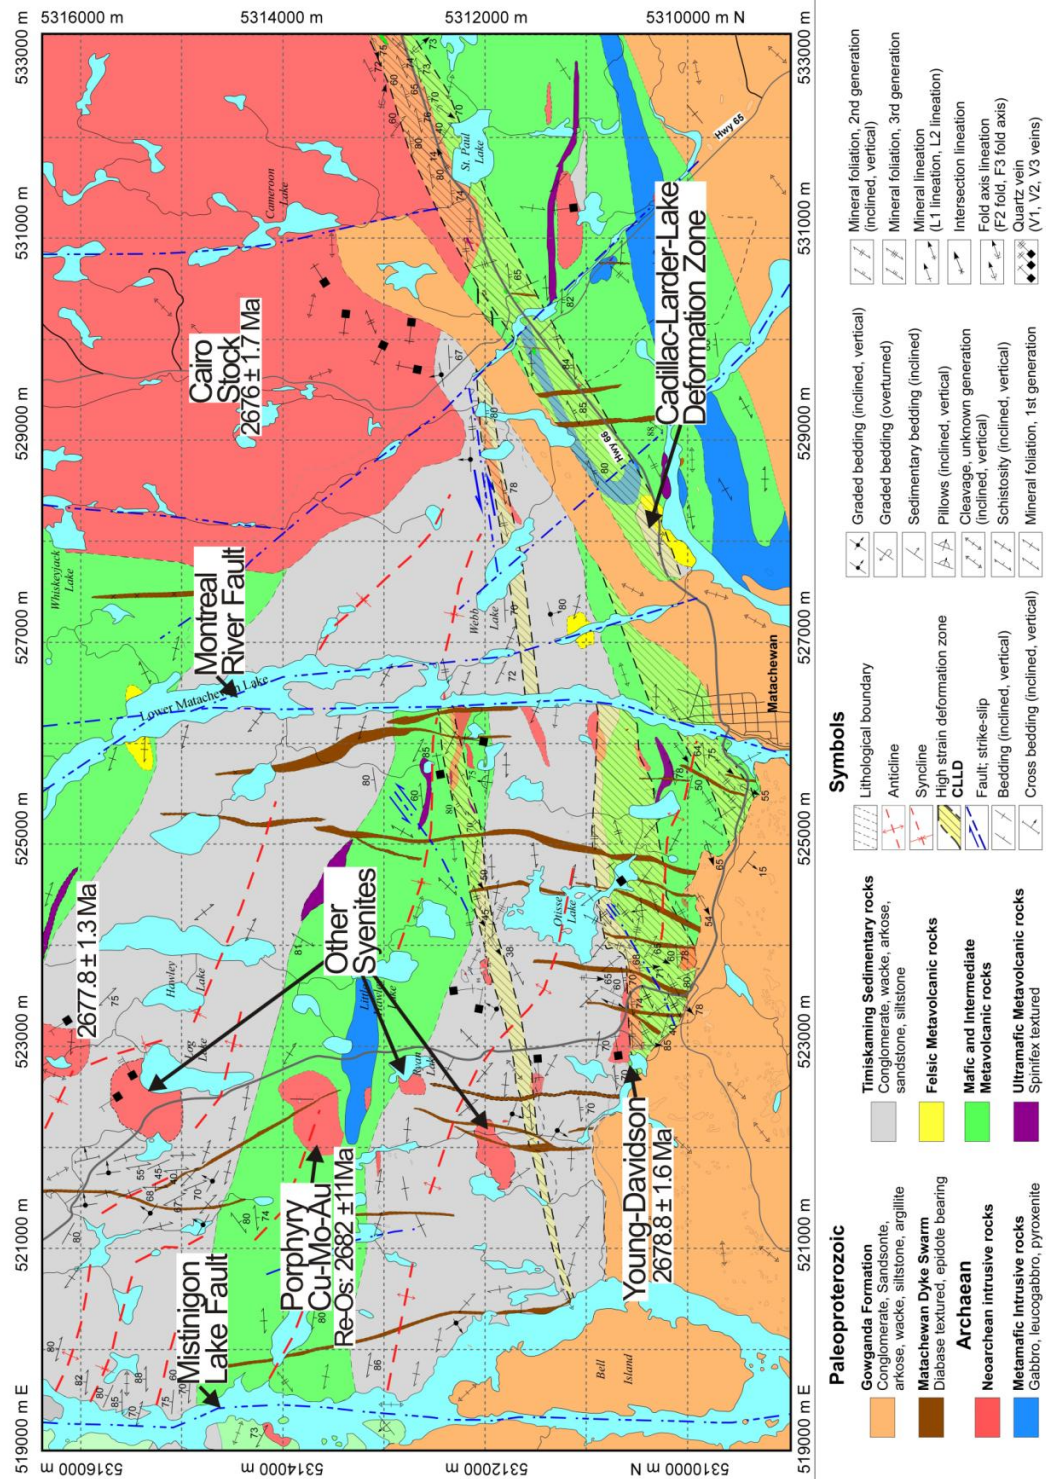 5316000 m
5314000 m
5312000 m
5310000 m N
533000 m
531000 m
529000 m
527000 m
525000 m
523000 m
521000 m
519000 m E
5316000 m
5314000 m
5312000 m
5310000 m N
Cameroon
Lake
St. Paul
Lake
Hwy 65
Cairo
Stock
2676 ± 1.7 Ma
Cadillac-Larder-Lake
Deformation Zone
Hwy 66
Whiskeyjack
Lake
Montreal
River Fault
Lower Matachewan Lake
Webb
Lake
Matachewan
2677.8 ± 1.3 Ma
Hawley
Lake
Other
Syenites
Otisse
Lake
Porphyry
Cu-Mo-Au
Re-Os: 2682 ±11Ma
Young-Davidson
2678.8 ± 1.6 Ma
Mistinigon
Lake Fault
Bell
Island
Paleoproterozoic
Gowganda Formation
Conglomerate, Sandsonte,
arkose, wacke, siltstone, argillite
Matachewan Dyke Swarm
Diabase textured, epidote bearing
Archaean
Neoarchean intrusive rocks
Metamafic Intrusive rocks
Gabbro, leucogabbro, pyroxenite
Timiskaming Sedimentary rocks
Conglomerate, wacke, arkose,
sandstone, siltstone
Felsic Metavolcanic rocks
Mafic and Intermediate
Metavolcanic rocks
Ultramafic Metavolcanic rocks
Spinifex textured
Symbols
Lithological boundary
Anticline
Syncline
High strain deformation zone
CLLD
Fault; strike-slip
Bedding (inclined, vertical)
Cross bedding (inclined, vertical)
Graded bedding (inclined, vertical)
Graded bedding (overturned)
Sedimentary bedding (inclined)
Pillows (inclined, vertical)
Cleavage, unknown generation
(inclined, vertical)
Schistosity (inclined, vertical)
Mineral foliation, 1st generation
Mineral foliation, 2nd generation
(inclined, vertical)
Mineral foliation, 3rd generation
Mineral lineation
(L1 lineation, L2 lineation)
Intersection lineation
Fold axis lineation
(F2 fold, F3 fold axis)
Quartz vein
(V1, V2, V3 veins)